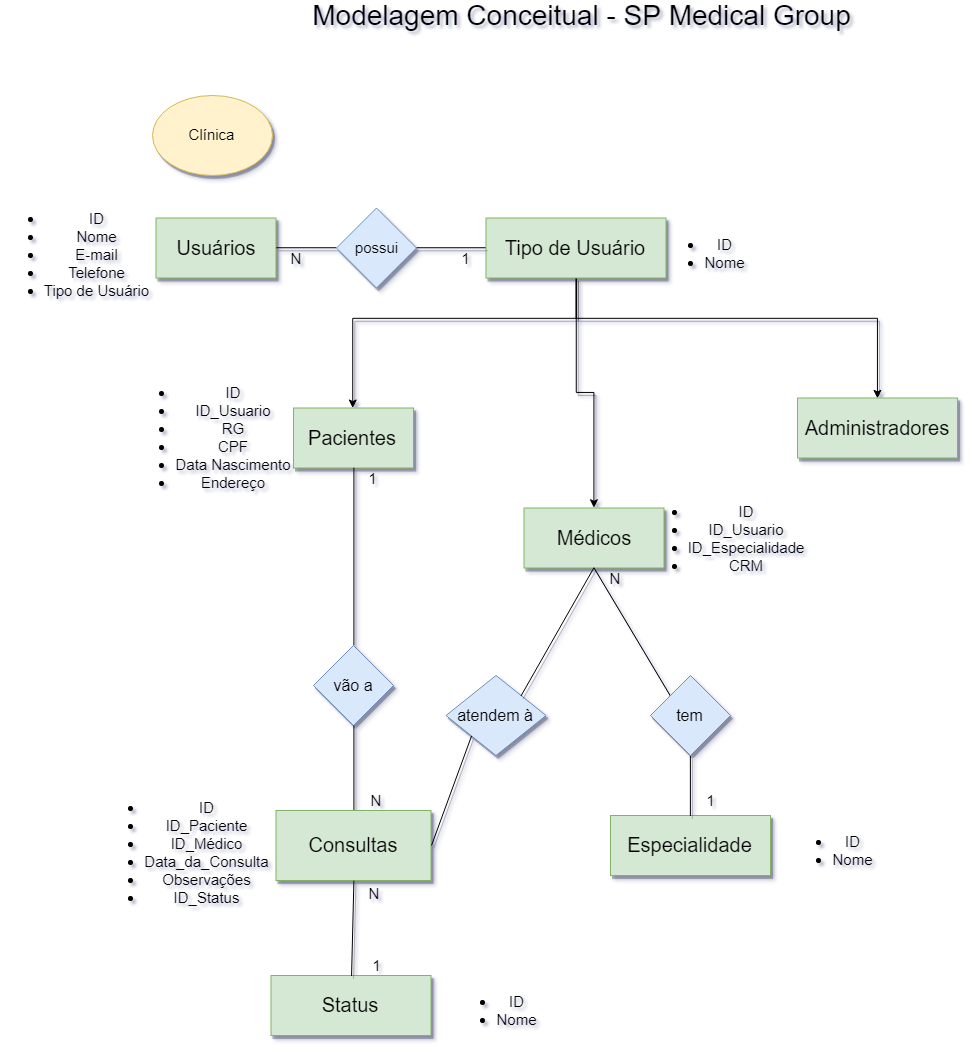 Modelagem Conceitual - SP Medical Group
Clínica
ID
Nome
E-mail
Telefone
Tipo de Usuário
Usuários
N
possui
1
Tipo de Usuário
ID
Nome
ID
ID_Usuario
RG
CPF
Data Nascimento
Endereço
Pacientes
1
Administradores
Médicos
N
ID
ID_Usuario
ID_Especialidade
CRM
vão a
atendem à
tem
N
1
ID
ID_Paciente
ID_Médico
Data_da_Consulta
Observações
ID_Status
Consultas
N
Especialidade
ID
Nome
1
Status
ID
Nome